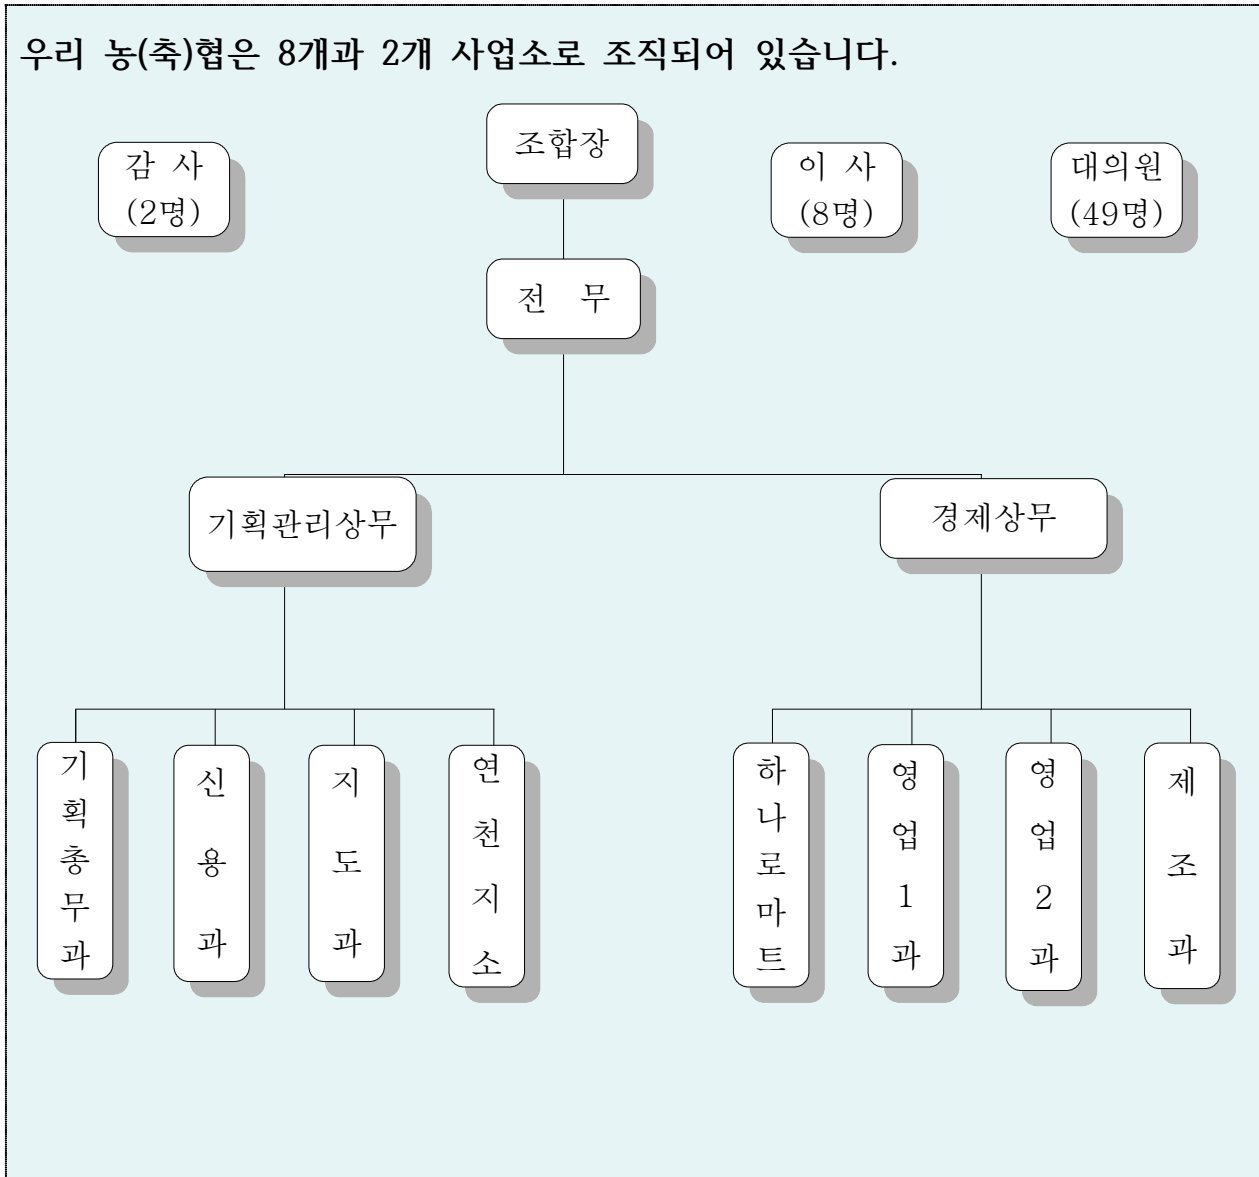 우리 농(축)협은 8개과 2개 사업소로 조직되어 있습니다.
조합장
감 사
(2명)
이 사
(8명)
대의원
(49명)
전 무
기획관리상무
경제상무
기획총무과
신용과
지도과
연천지소
하나로마트
영업1과
영업2과
제조과